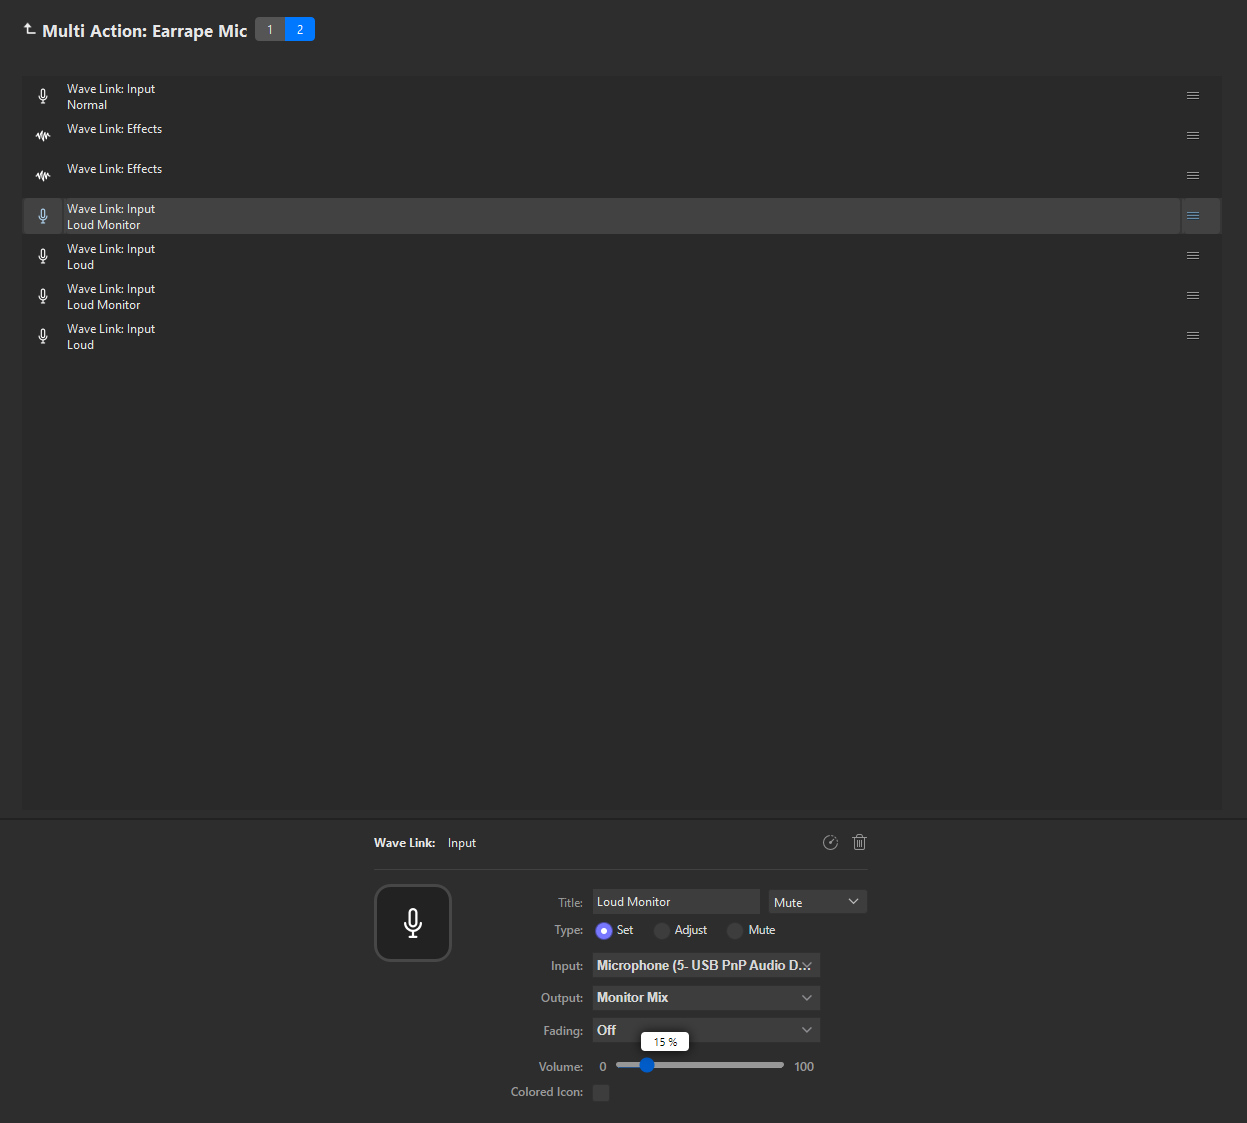 Multi Action: Earrape Mic 1 2
Wave Link: Input
Normal
Wave Link: Effects
Wave Link: Effects
Wave Link: Input
Loud Monitor
Wave Link: Input
Loud
Wave Link: Input
Loud Monitor
Wave Link: Input
Loud
Wave Link: Input
Title: Loud Monitor Mute
Type: Set Adjust Mute
Input: Microphone (5- USB PnP Audio D...
Output: Monitor Mix
Fading: Off
15 %
Volume: 0 100
Colored Icon: